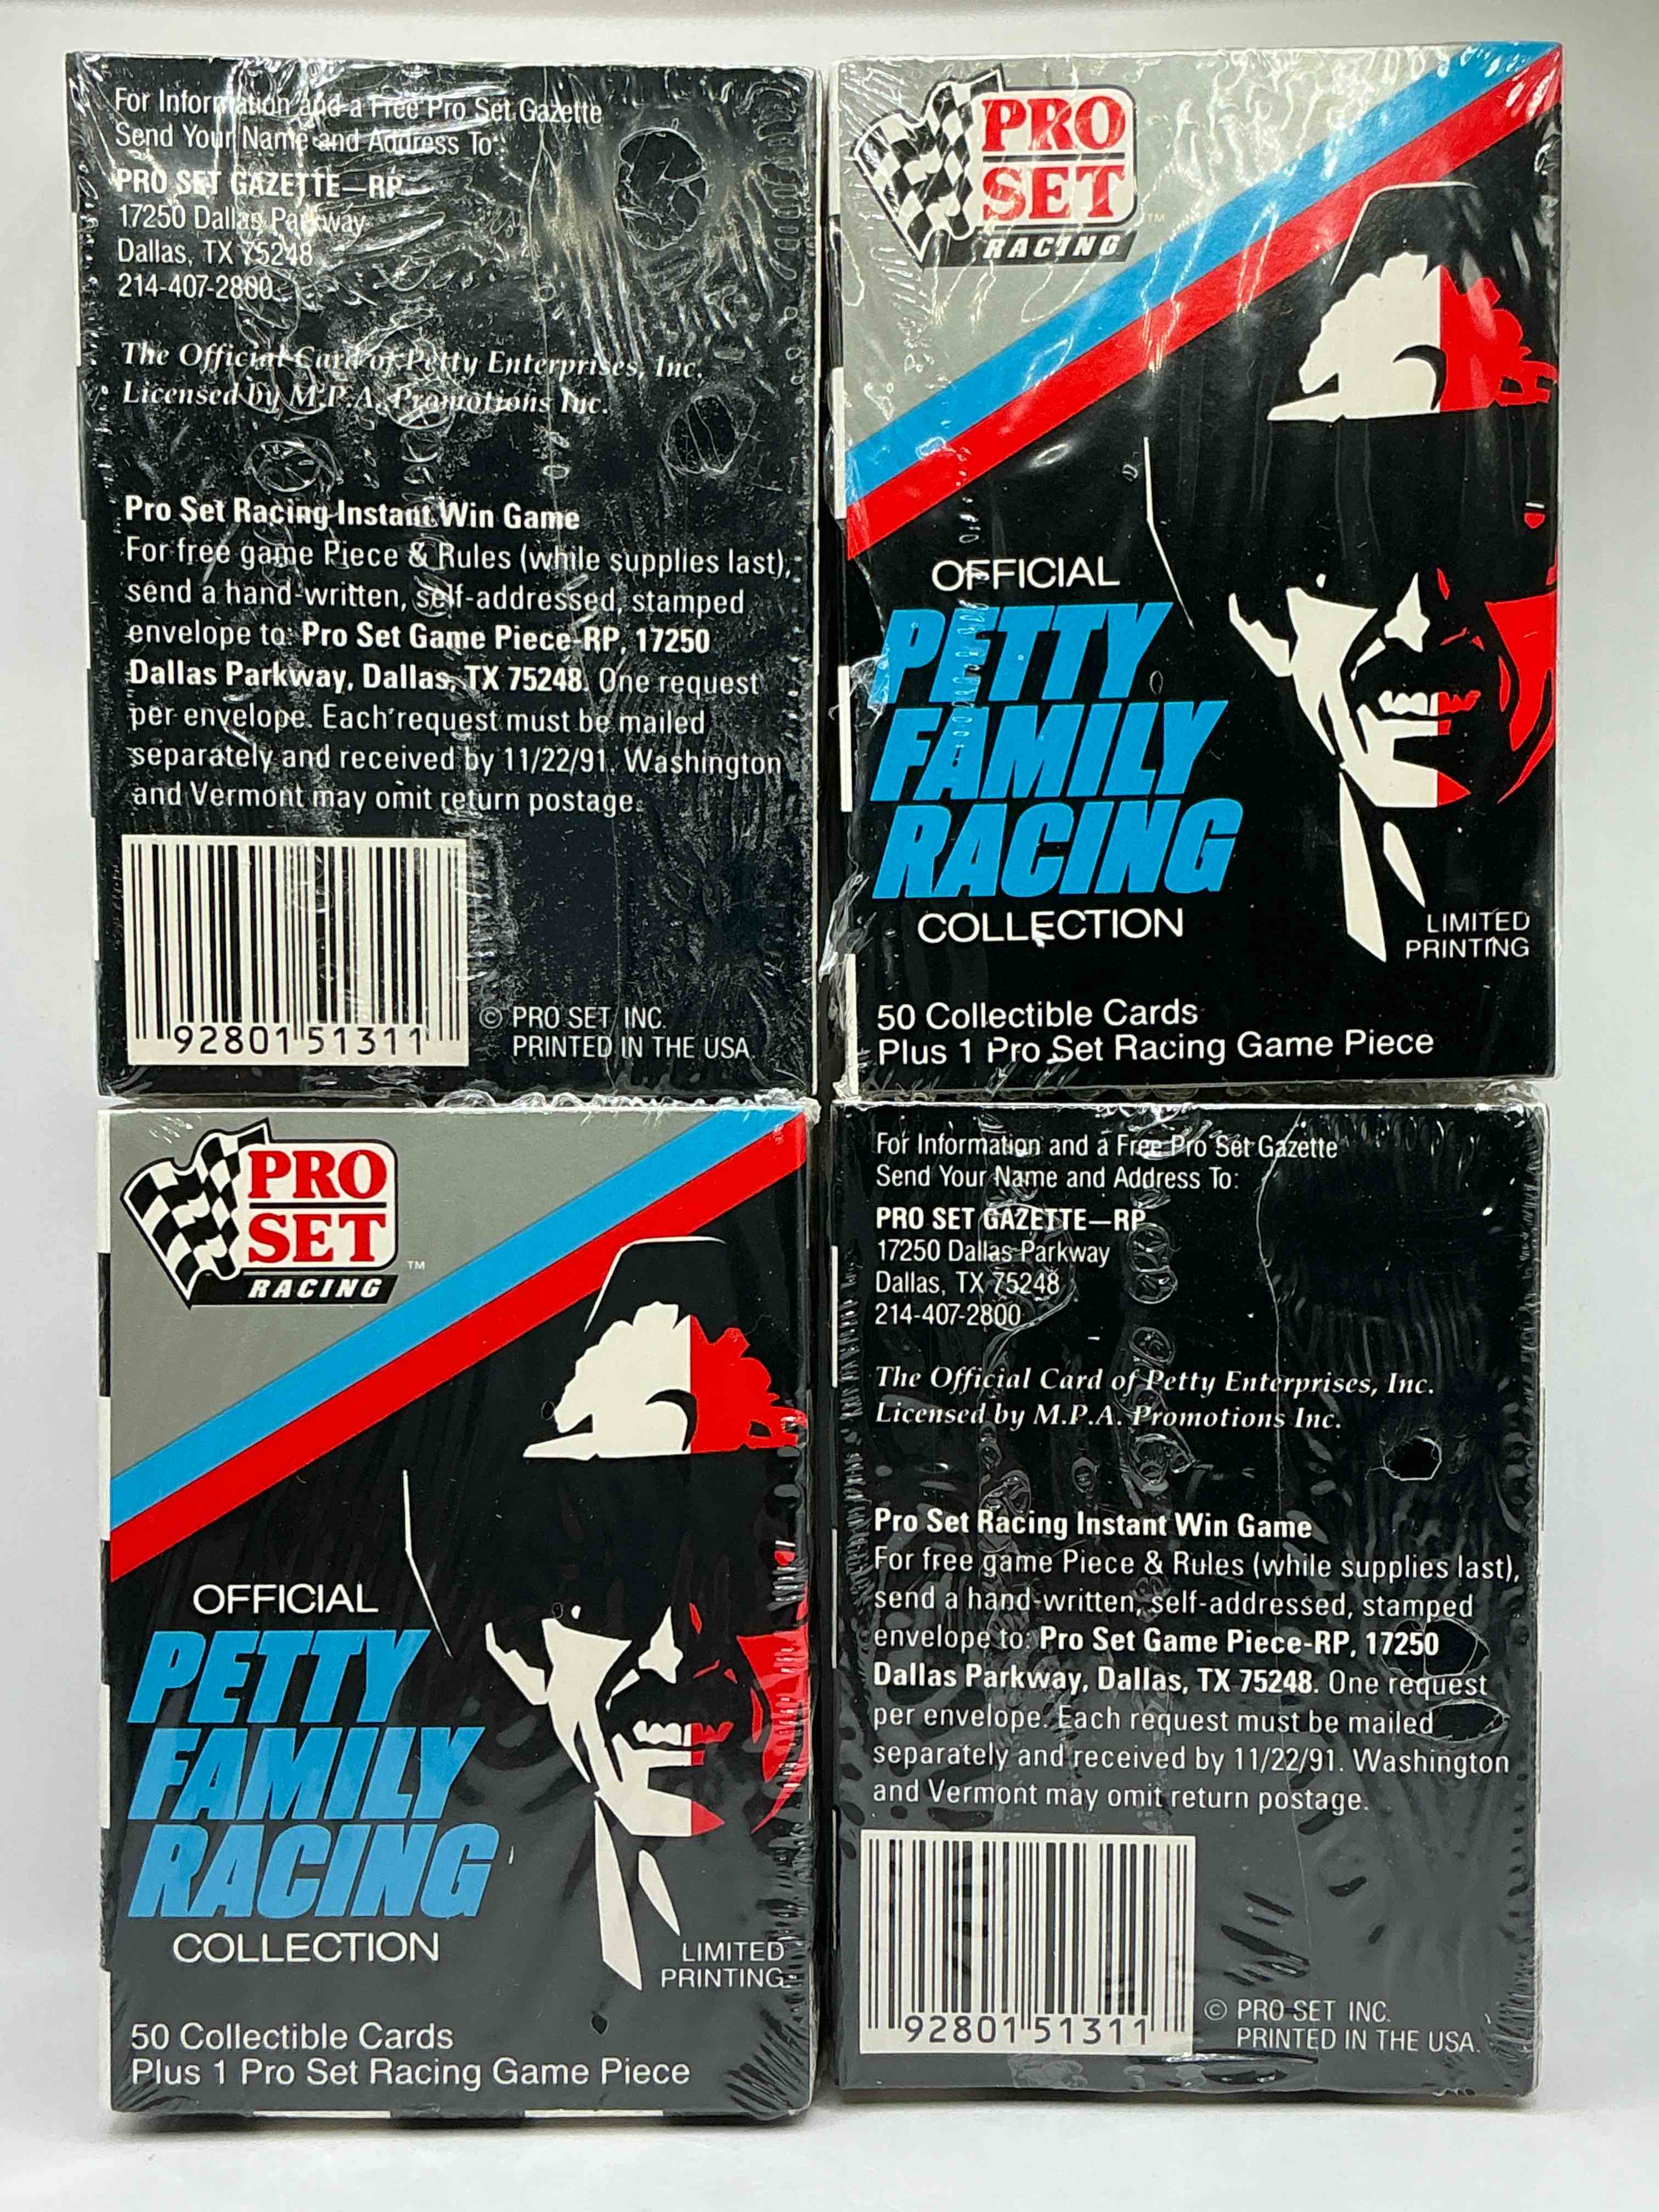 For Information and a Free Pro Set Gazette
Send Your Name and Address To:
PRO SET GAZETTE—RP
17250 Dallas Parkway
Dallas, TX 75248
214-407-2800
The Official Card of Petty Enterprises, Inc.
Licensed by M.P.A. Promotions Inc.
Pro Set Racing Instant Win Game
For free game Piece & Rules (while supplies last),
send a hand-written, self-addressed, stamped
envelope to: Pro Set Game Piece-RP, 17250
Dallas Parkway, Dallas, TX 75248. One request
per envelope. Each request must be mailed
separately and received by 11/22/91. Washington
and Vermont may omit return postage.
92801 51311
© PRO SET INC.
PRINTED IN THE USA.
PRO
SET
RACING
TM
OFFICIAL
PETTY
FAMILY
RACING
COLLECTION
LIMITED
PRINTING
50 Collectible Cards
Plus 1 Pro Set Racing Game Piece
PRO
SET
RACING
TM
OFFICIAL
PETTY
FAMILY
RACING
COLLECTION
LIMITED
PRINTING
50 Collectible Cards
Plus 1 Pro Set Racing Game Piece
For Information and a Free Pro Set Gazette
Send Your Name and Address To:
PRO SET GAZETTE—RP
17250 Dallas Parkway
Dallas, TX 75248
214-407-2800
The Official Card of Petty Enterprises, Inc.
Licensed by M.P.A. Promotions Inc.
Pro Set Racing Instant Win Game
For free game Piece & Rules (while supplies last),
send a hand-written, self-addressed, stamped
envelope to: Pro Set Game Piece-RP, 17250
Dallas Parkway, Dallas, TX 75248. One request
per envelope. Each request must be mailed
separately and received by 11/22/91. Washington
and Vermont may omit return postage.
92801 51311
© PRO SET INC.
PRINTED IN THE USA.